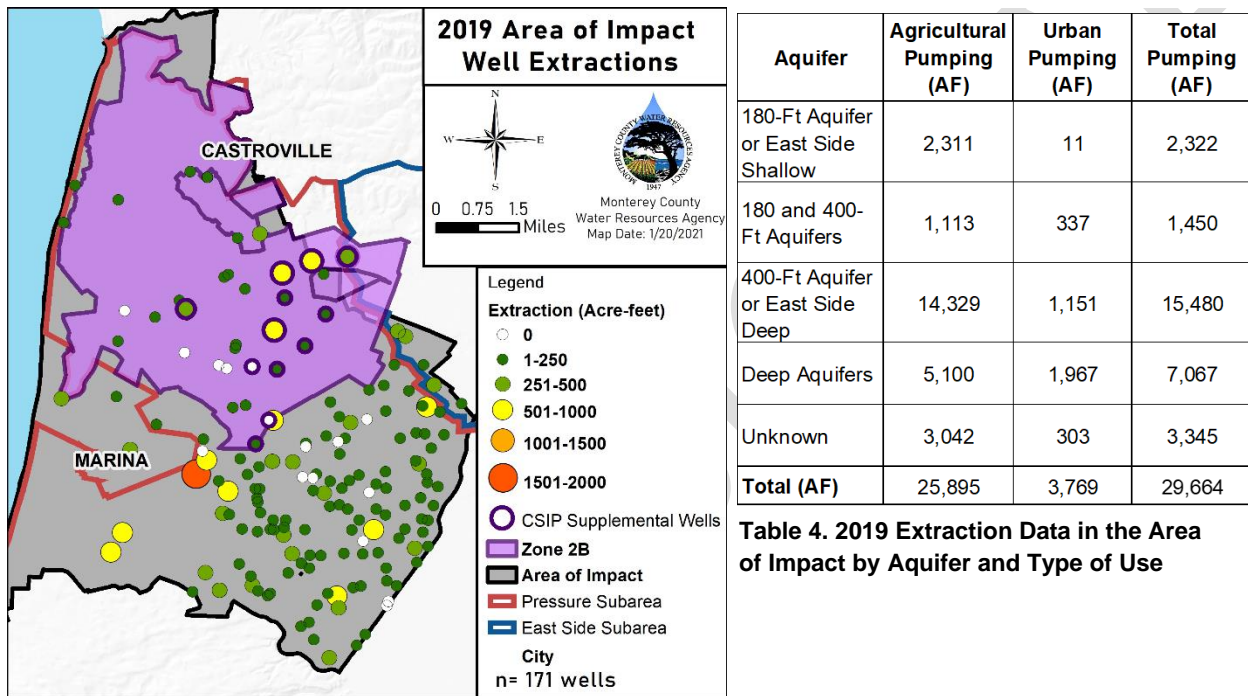 2019 Area of Impact
Well Extractions
N
W
E
S
MONTEREY COUNTY WATER RESOURCES AGENCY
1947
0 0.75 1.5
Miles
Monterey County
Water Resources Agency
Map Date: 1/20/2021
CASTROVILLE
MARINA
Legend
Extraction (Acre-feet)
0
1-250
251-500
501-1000
1001-1500
1501-2000
CSIP Supplemental Wells
Zone 2B
Area of Impact
Pressure Subarea
East Side Subarea
City
n= 171 wells
Aquifer
Agricultural
Pumping
(AF)
Urban
Pumping
(AF)
Total
Pumping
(AF)
180-Ft Aquifer
or East Side
Shallow
2,311
11
2,322
180 and 400-
Ft Aquifers
1,113
337
1,450
400-Ft Aquifer
or East Side
Deep
14,329
1,151
15,480
Deep Aquifers
5,100
1,967
7,067
Unknown
3,042
303
3,345
Total (AF)
25,895
3,769
29,664
Table 4. 2019 Extraction Data in the Area
of Impact by Aquifer and Type of Use